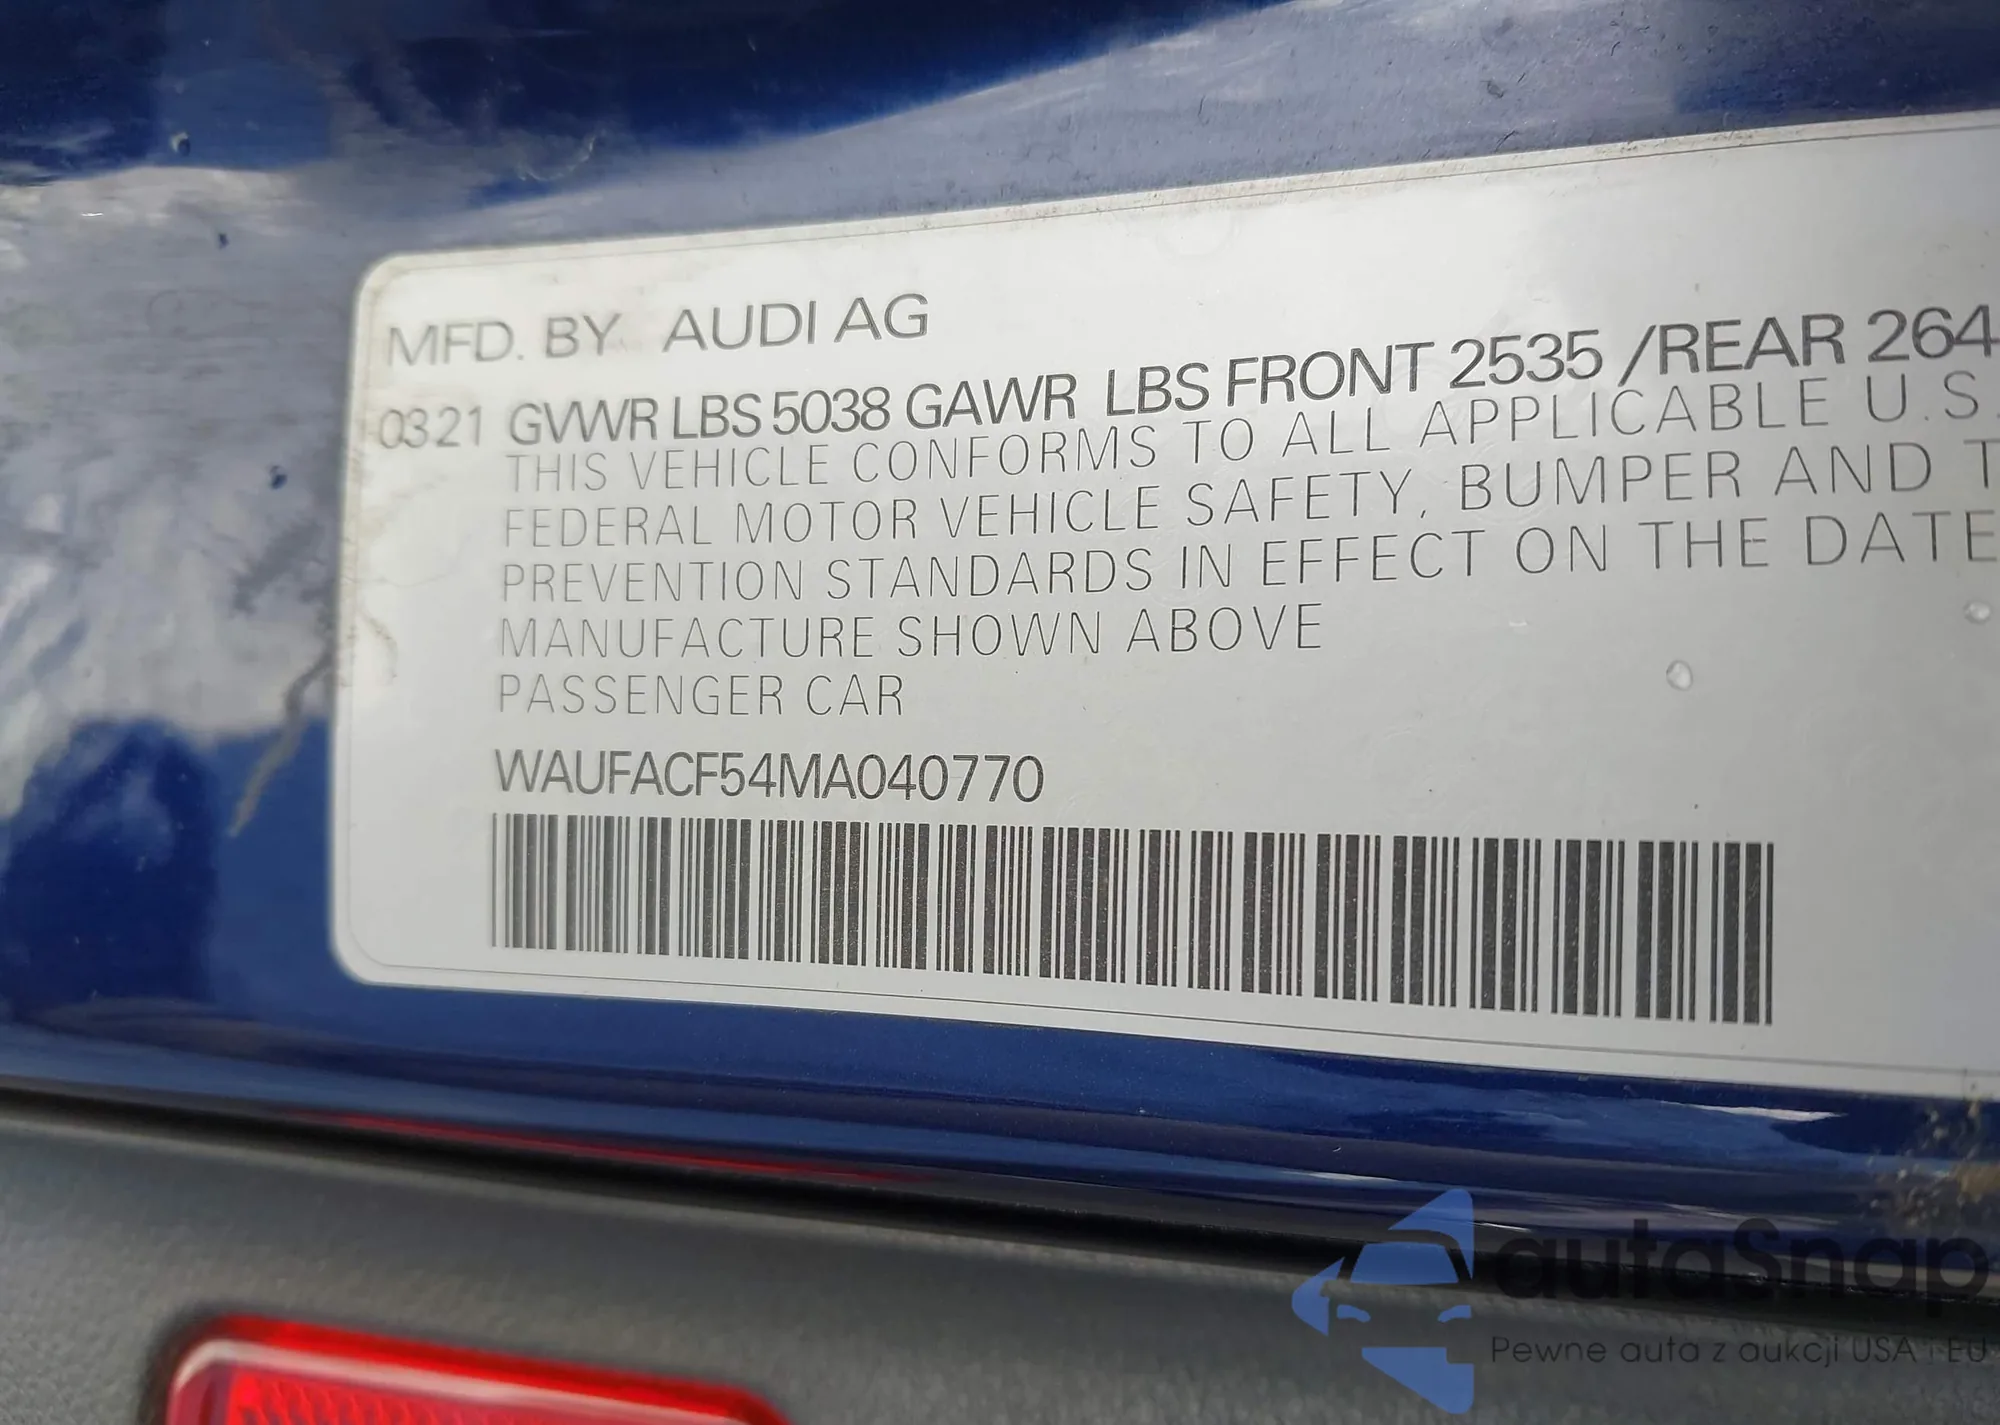 MFD. BY AUDI AG
0321 GVWR LBS 5038 GAWR LBS FRONT 2535 /REAR 264
THIS VEHICLE CONFORMS TO ALL APPLICABLE U.S.
FEDERAL MOTOR VEHICLE SAFETY, BUMPER AND T
PREVENTION STANDARDS IN EFFECT ON THE DATE
MANUFACTURE SHOWN ABOVE
PASSENGER CAR
WAUFACF54MA040770
autaSnap
Pewne auta z aukcji USA i EU